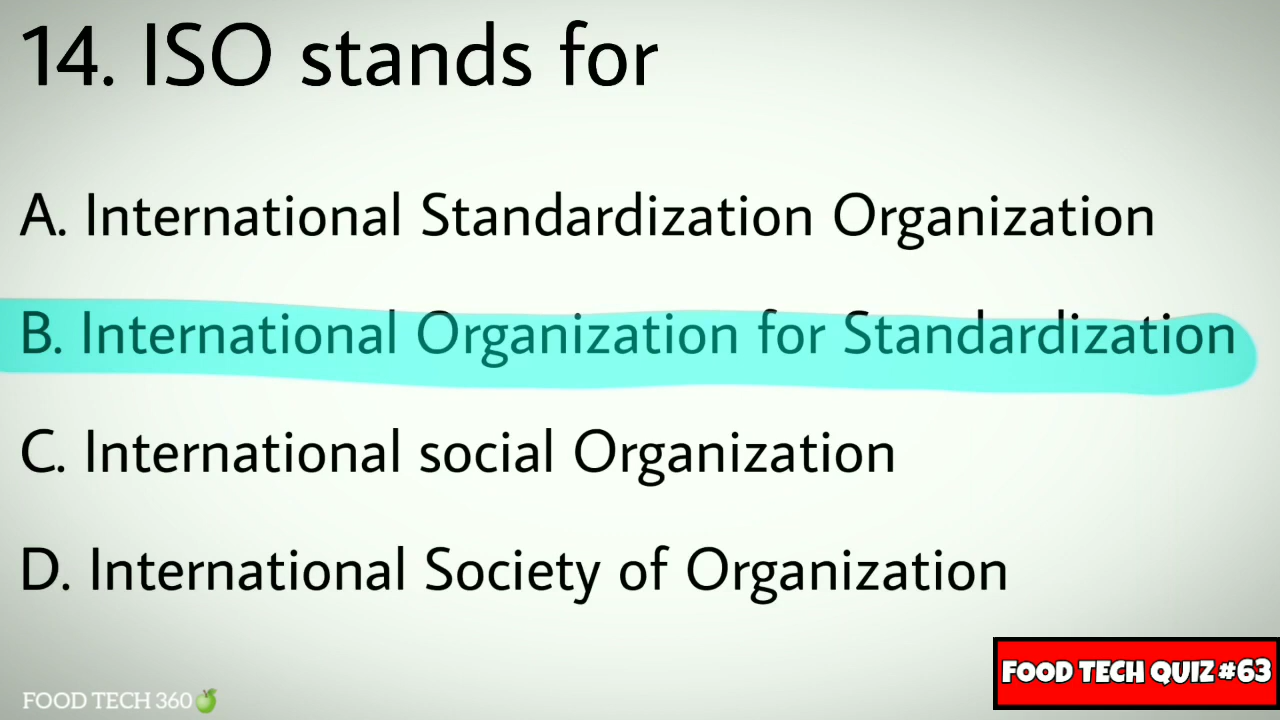 14. ISO stands for
A. International Standardization Organization
B. International Organization for Standardization
C. International social Organization
D. International Society of Organization
FOOD TECH QUIZ #63
FOOD TECH 360